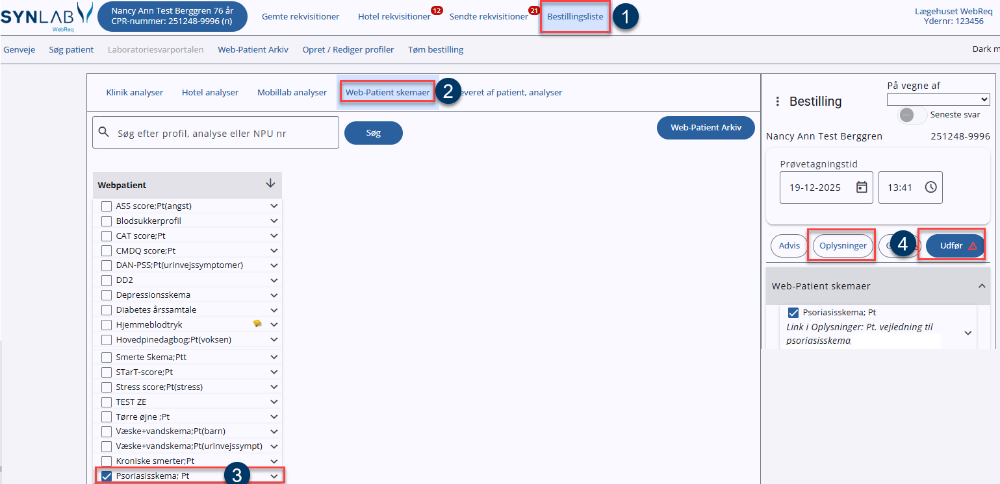 SYNLAB
WebReq
Nancy Ann Test Berggren 76 år
CPR-nummer: 251248-9996 (n)
Gemte rekvisitioner
Hotel rekvisitioner
12
Sendte rekvisitioner
21
Bestillingsliste
1
Lægehuset WebReq
Ydernr: 123456
Genveje
Søg patient
Laboratoriesvarportalen
Web-Patient Arkiv
Opret / Rediger profiler
Tøm bestilling
Dark m
Klinik analyser
Hotel analyser
Mobillab analyser
Web-Patient skemaer
2
everet af patient, analyser
Søg efter profil, analyse eller NPU nr
Søg
Web-Patient Arkiv
Webpatient
ASS score;Pt(angst)
Blodsukkerprofil
CAT score;Pt
CMDQ score;Pt
DAN-PSS;Pt(urinvejssymptomer)
DD2
Depressionsskema
Diabetes årssamtale
Hjemmeblodtryk
Hovedpinedagbog;Pt(voksen)
Smerte Skema;Ptt
STarT-score;Pt
Stress score;Pt(stress)
TEST ZE
Tørre øjne ;Pt
Væske+vandskema;Pt(barn)
Væske+vandskema;Pt(urinvejssympt)
Kroniske smerter;Pt
Psoriasisskema; Pt
3
Bestilling
På vegne af
Seneste svar
Nancy Ann Test Berggren
251248-9996
Prøvetagningstid
19-12-2025
13:41
Advis
Oplysninger
G
4
Udfør
Web-Patient skemaer
Psoriasisskema; Pt
Link i Oplysninger: Pt. vejledning til
psoriasisskema,